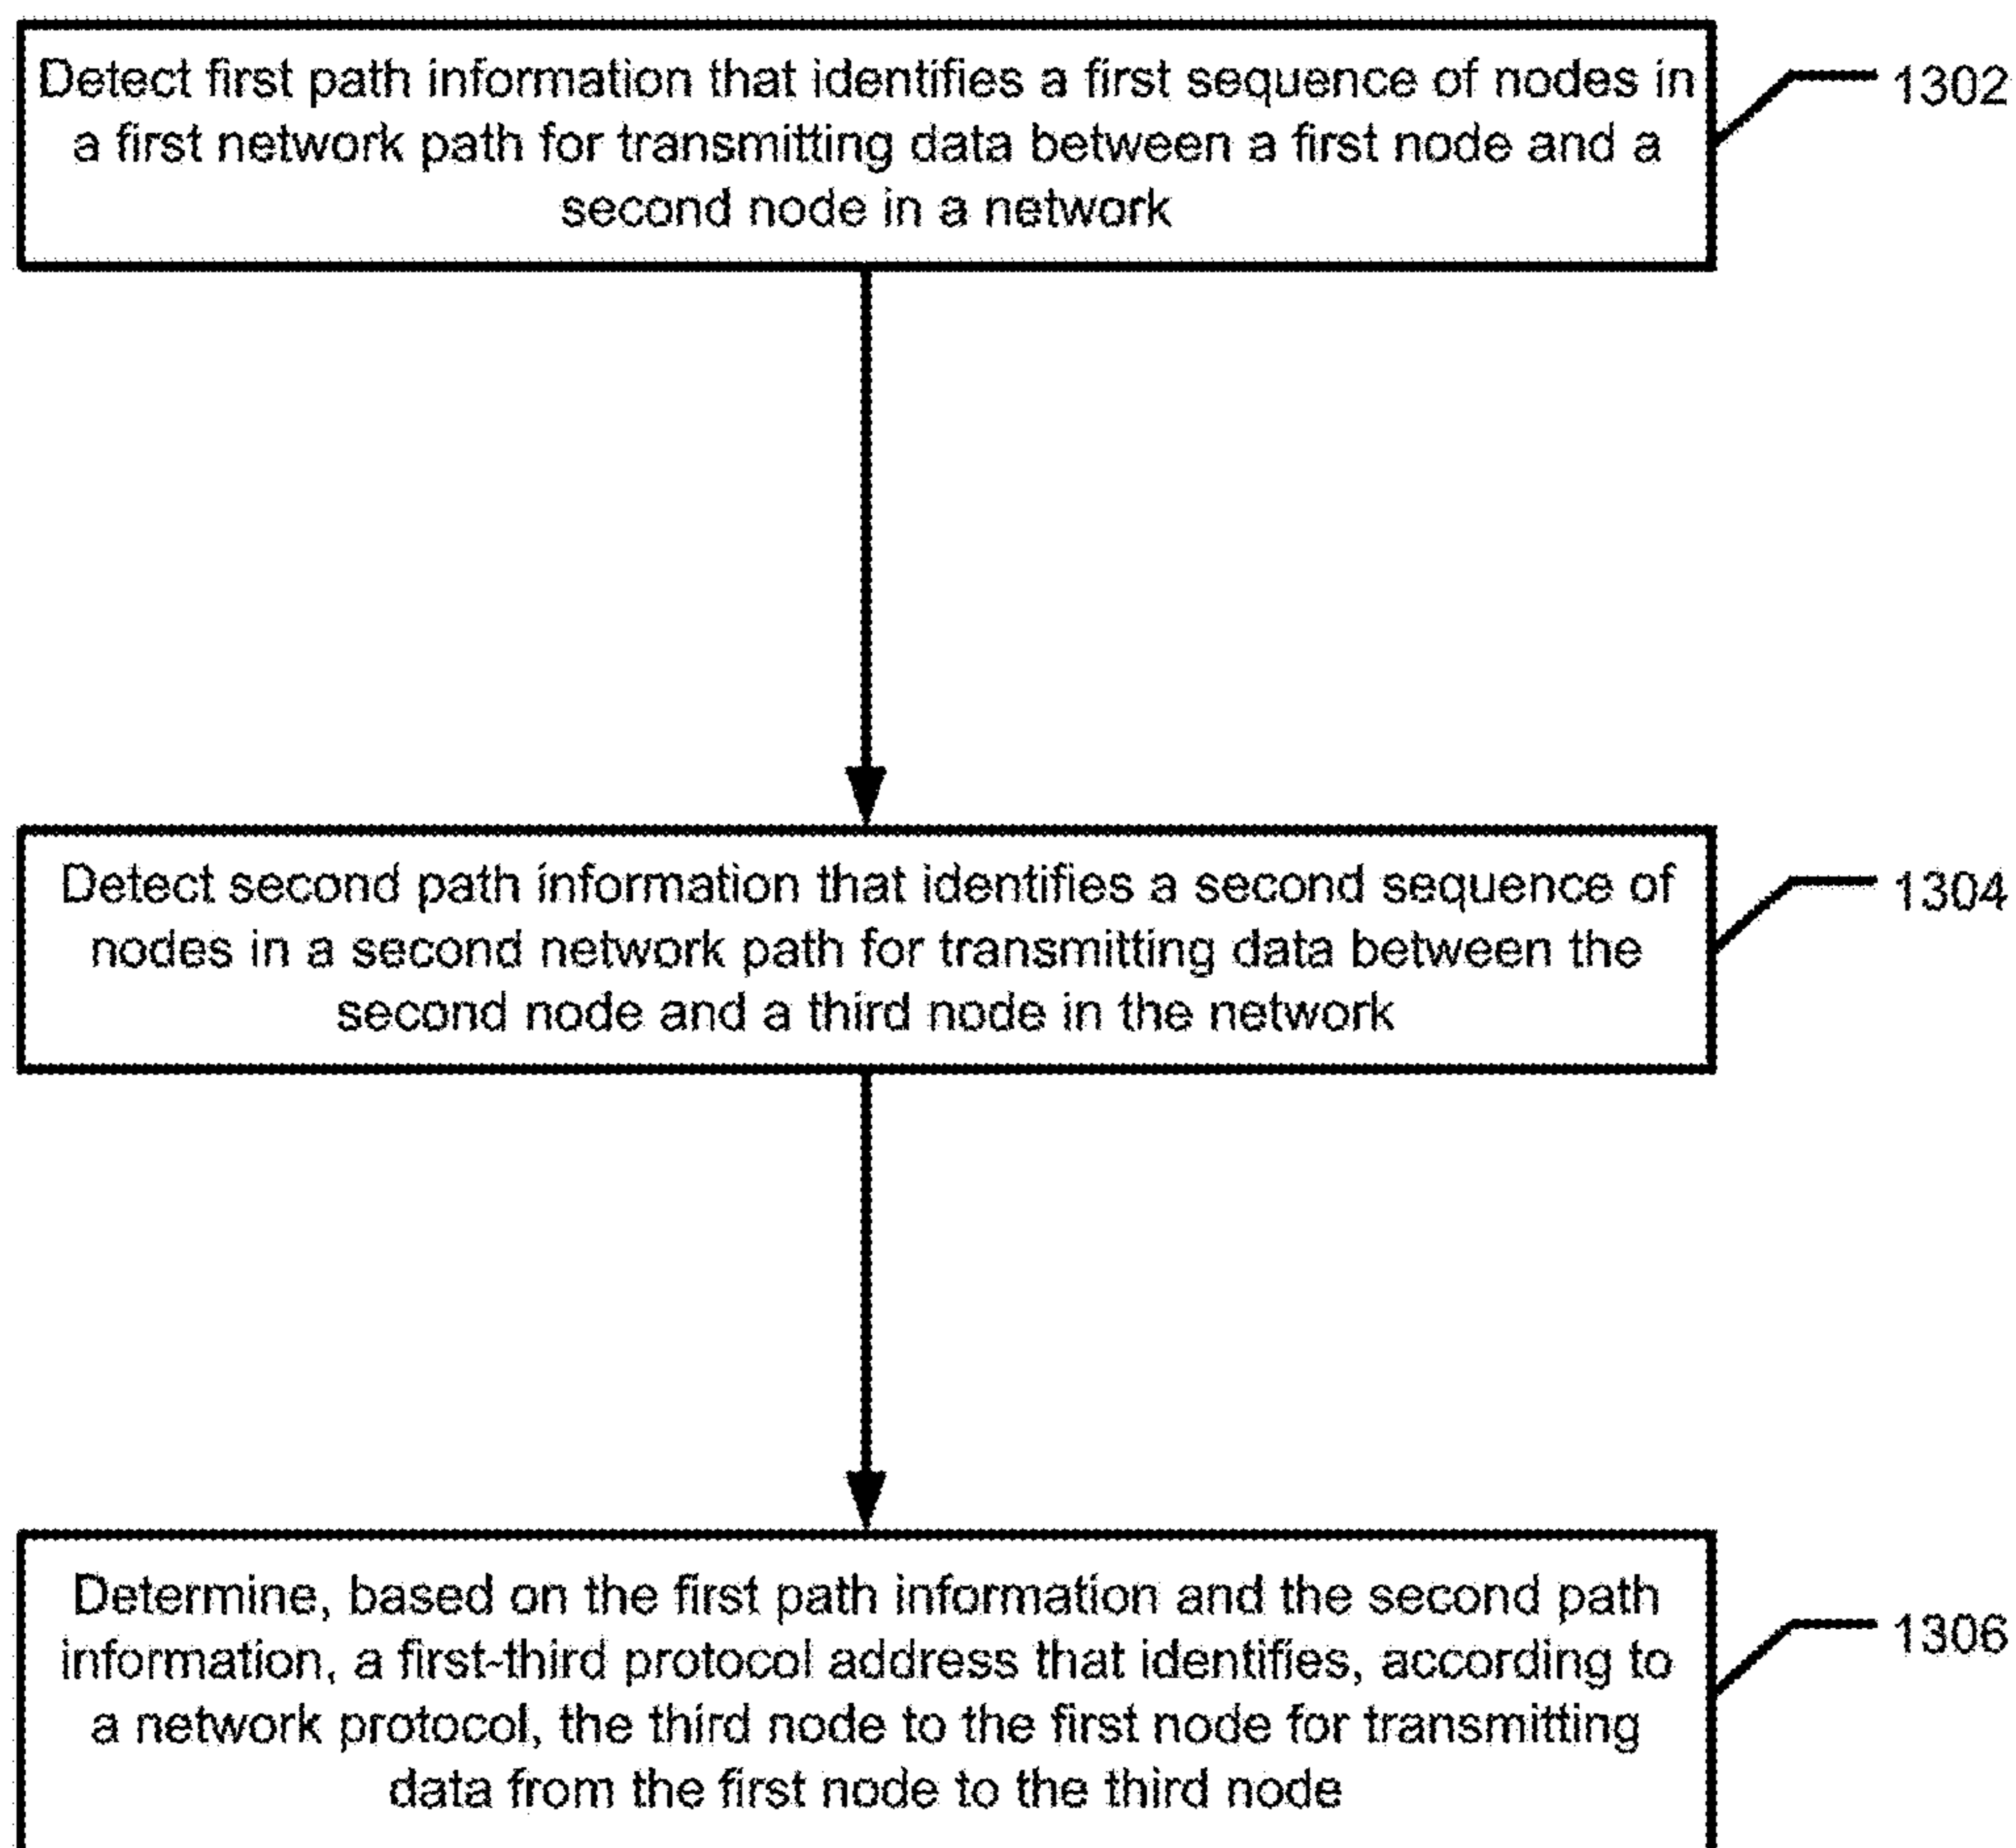 Detect first path information that identifies a first sequence of nodes in
a first network path for transmitting data between a first node and a
second node in a network
1302
Detect second path information that identifies a second sequence of
nodes in a second network path for transmitting data between the
second node and a third node in the network
1304
Determine, based on the first path information and the second path
information, a first-third protocol address that identifies, according to
a network protocol, the third node to the first node for transmitting
data from the first node to the third node
1306